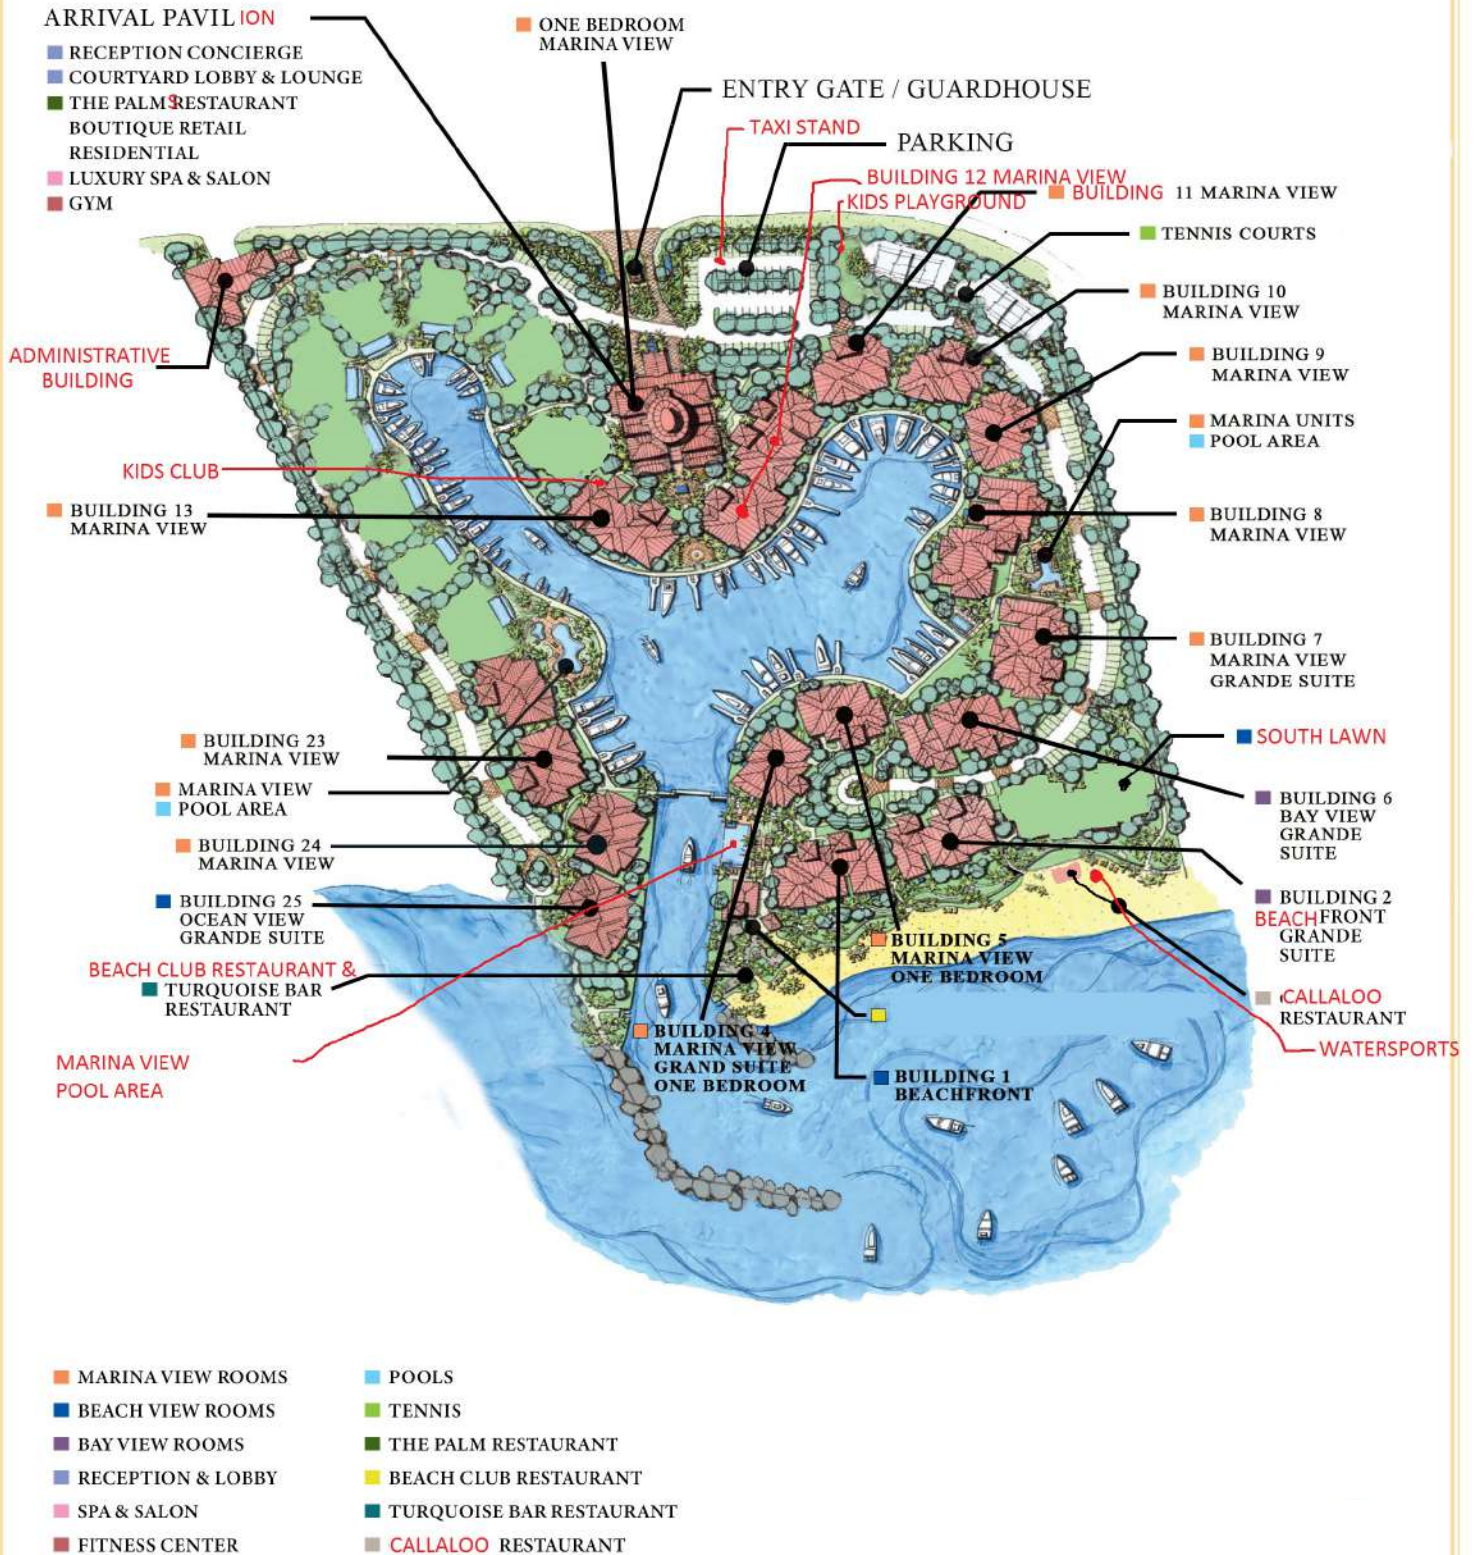 ARRIVAL PAVILION
RECEPTION CONCIERGE
COURTYARD LOBBY & LOUNGE
THE PALMS RESTAURANT
BOUTIQUE RETAIL
RESIDENTIAL
LUXURY SPA & SALON
GYM
ONE BEDROOM
MARINA VIEW
ENTRY GATE / GUARDHOUSE
TAXI STAND
PARKING
BUILDING 12 MARINA VIEW
KIDS PLAYGROUND
BUILDING 11 MARINA VIEW
TENNIS COURTS
BUILDING 10
MARINA VIEW
BUILDING 9
MARINA VIEW
MARINA UNITS
POOL AREA
BUILDING 8
MARINA VIEW
BUILDING 7
MARINA VIEW
GRANDE SUITE
SOUTH LAWN
BUILDING 6
BAY VIEW
GRANDE
SUITE
BUILDING 2
BEACHFRONT
GRANDE
SUITE
CALLALOO
RESTAURANT
WATERSPORTS
ADMINISTRATIVE
BUILDING
KIDS CLUB
BUILDING 13
MARINA VIEW
BUILDING 23
MARINA VIEW
MARINA VIEW
POOL AREA
BUILDING 24
MARINA VIEW
BUILDING 25
OCEAN VIEW
GRANDE SUITE
BEACH CLUB RESTAURANT &
TURQUOISE BAR
RESTAURANT
MARINA VIEW
POOL AREA
BUILDING 5
MARINA VIEW
ONE BEDROOM
BUILDING 4
MARINA VIEW
GRAND SUITE
ONE BEDROOM
BUILDING 1
BEACHFRONT
MARINA VIEW ROOMS
BEACH VIEW ROOMS
BAY VIEW ROOMS
RECEPTION & LOBBY
SPA & SALON
FITNESS CENTER
POOLS
TENNIS
THE PALM RESTAURANT
BEACH CLUB RESTAURANT
TURQUOISE BAR RESTAURANT
CALLALOO RESTAURANT